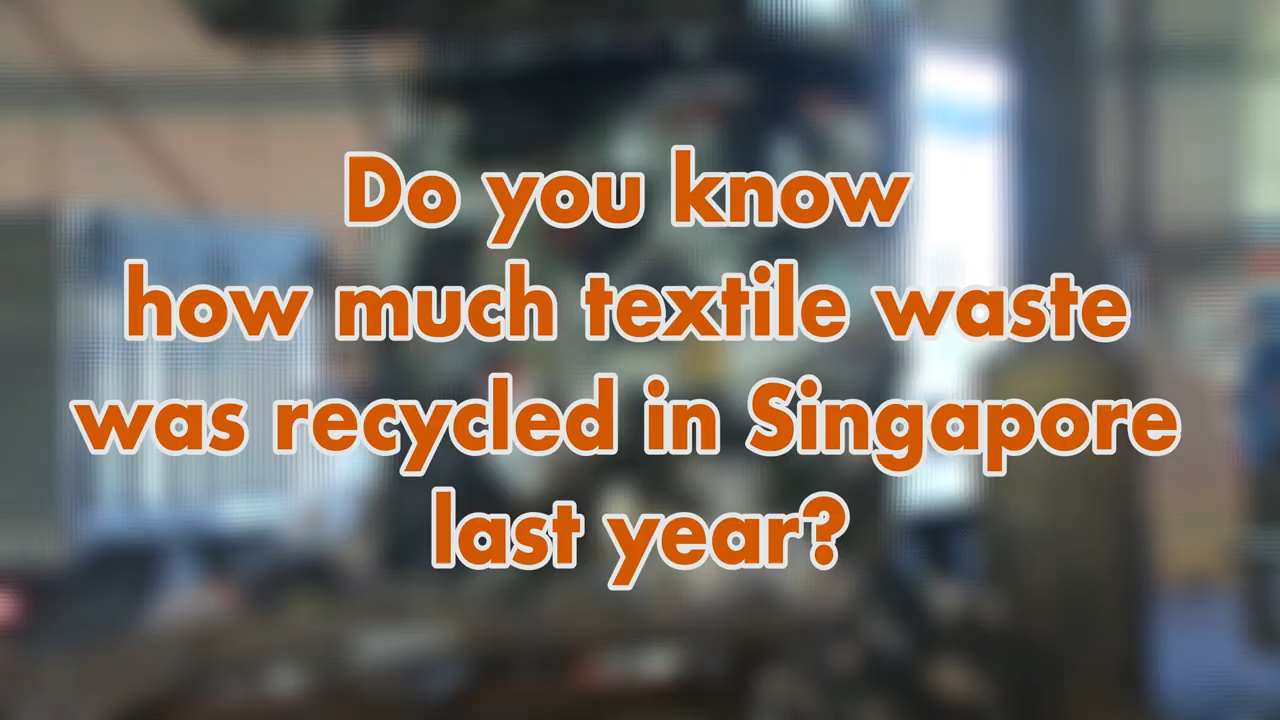 Do you know
how much textile waste
was recycled in Singapore
last year?